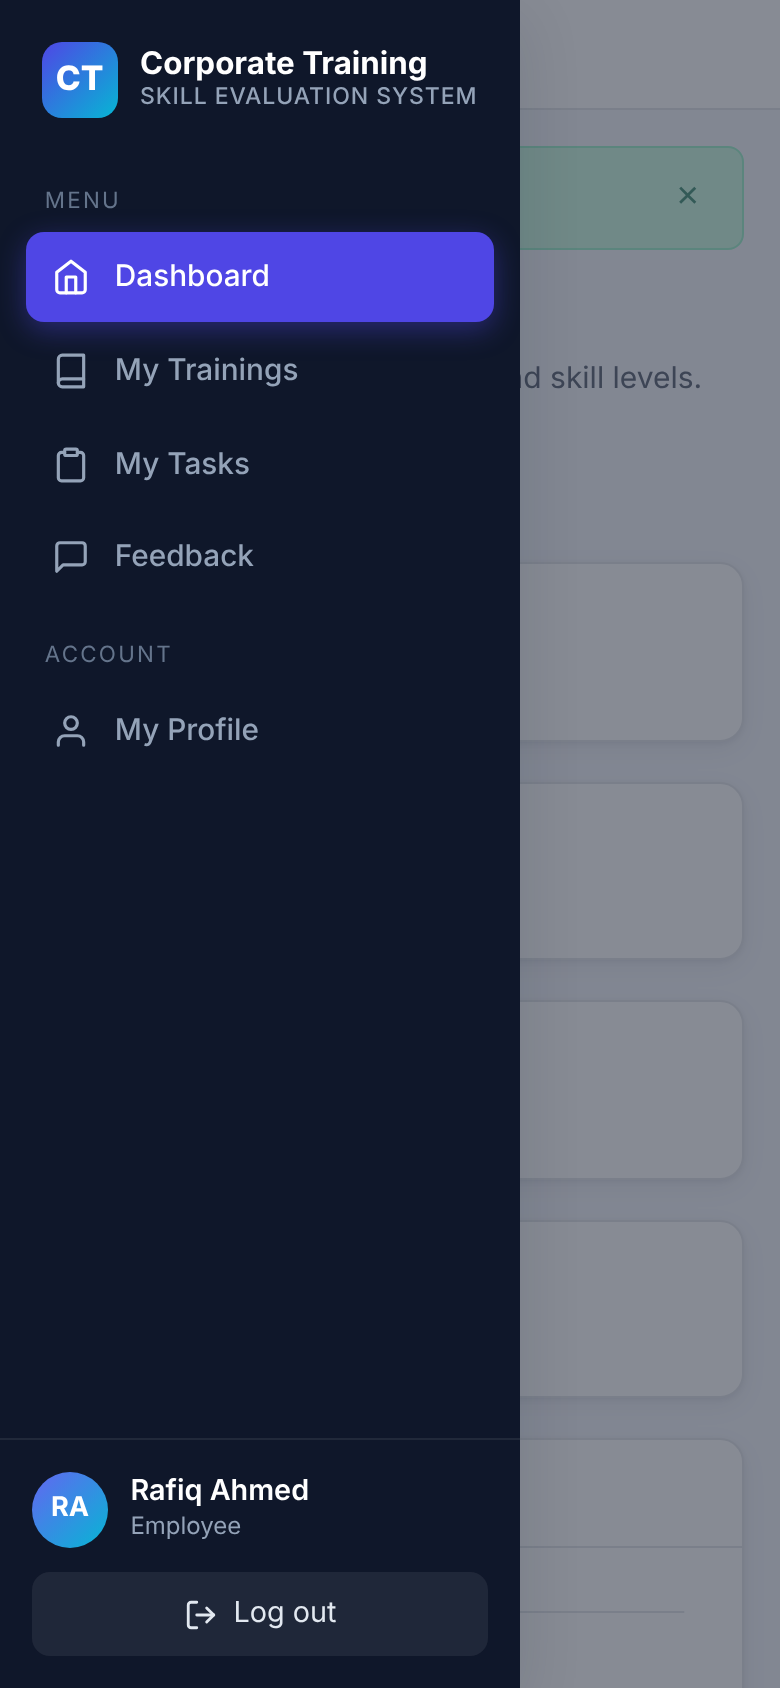 CT
Corporate Training
SKILL EVALUATION SYSTEM
MENU
Dashboard
My Trainings
skill levels.
My Tasks
Feedback
ACCOUNT
My Profile
RA
Rafiq Ahmed
Employee
Log out